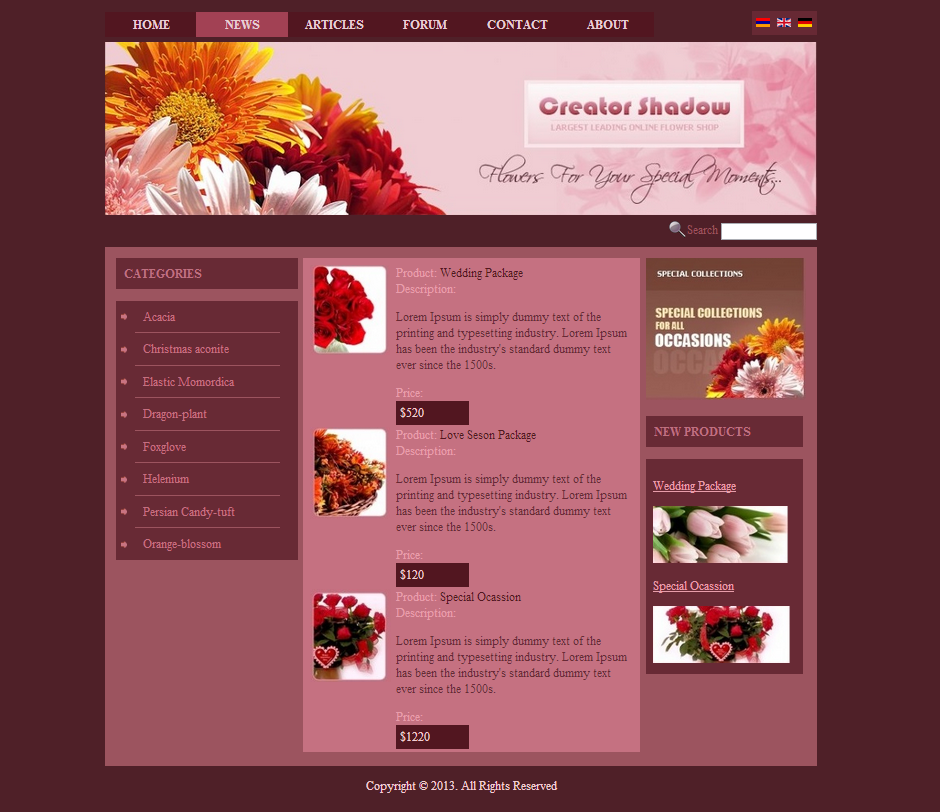 HOME NEWS ARTICLES FORUM CONTACT ABOUT
Creator Shadow
LARGEST LEADING ONLINE FLOWER SHOP
Flowers For Your Special Moments...
Search
CATEGORIES
Acacia
Christmas aconite
Elastic Momordica
Dragon-plant
Foxglove
Helenium
Persian Candy-tuft
Orange-blossom
Product: Wedding Package
Description:
Lorem Ipsum is simply dummy text of the
printing and typesetting industry. Lorem Ipsum
has been the industry's standard dummy text
ever since the 1500s.
Price:
$520
Product: Love Seson Package
Description:
Lorem Ipsum is simply dummy text of the
printing and typesetting industry. Lorem Ipsum
has been the industry's standard dummy text
ever since the 1500s.
Price:
$120
Product: Special Ocassion
Description:
Lorem Ipsum is simply dummy text of the
printing and typesetting industry. Lorem Ipsum
has been the industry's standard dummy text
ever since the 1500s.
Price:
$1220
SPECIAL COLLECTIONS
SPECIAL COLLECTIONS
FOR ALL
OCCASIONS
OCCA
NEW PRODUCTS
Wedding Package
Special Ocassion
Copyright © 2013. All Rights Reserved